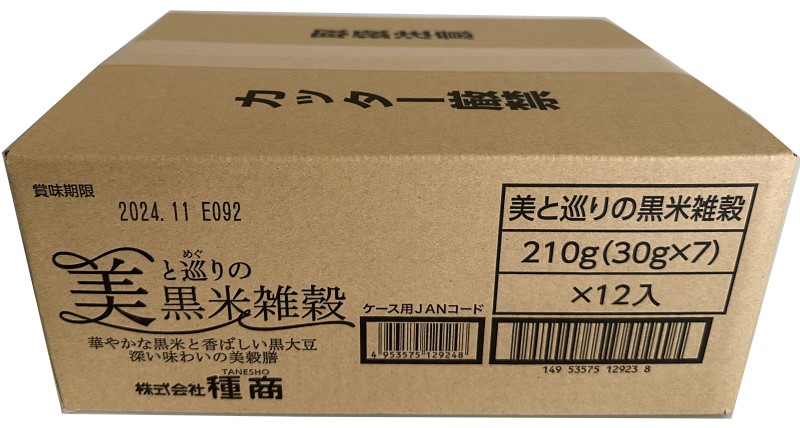 カッター厳禁
賞味期限
2024.11 E092
めぐ
美と巡りの
黒米雑穀
華やかな黒米と香ばしい黒大豆
深い味わいの美穀膳
TANESHO
株式会社 種商
ケース用JANコード
4 953575 129248
美と巡りの黒米雑穀
210g(30g×7)
×12入
149 53575 12923 8